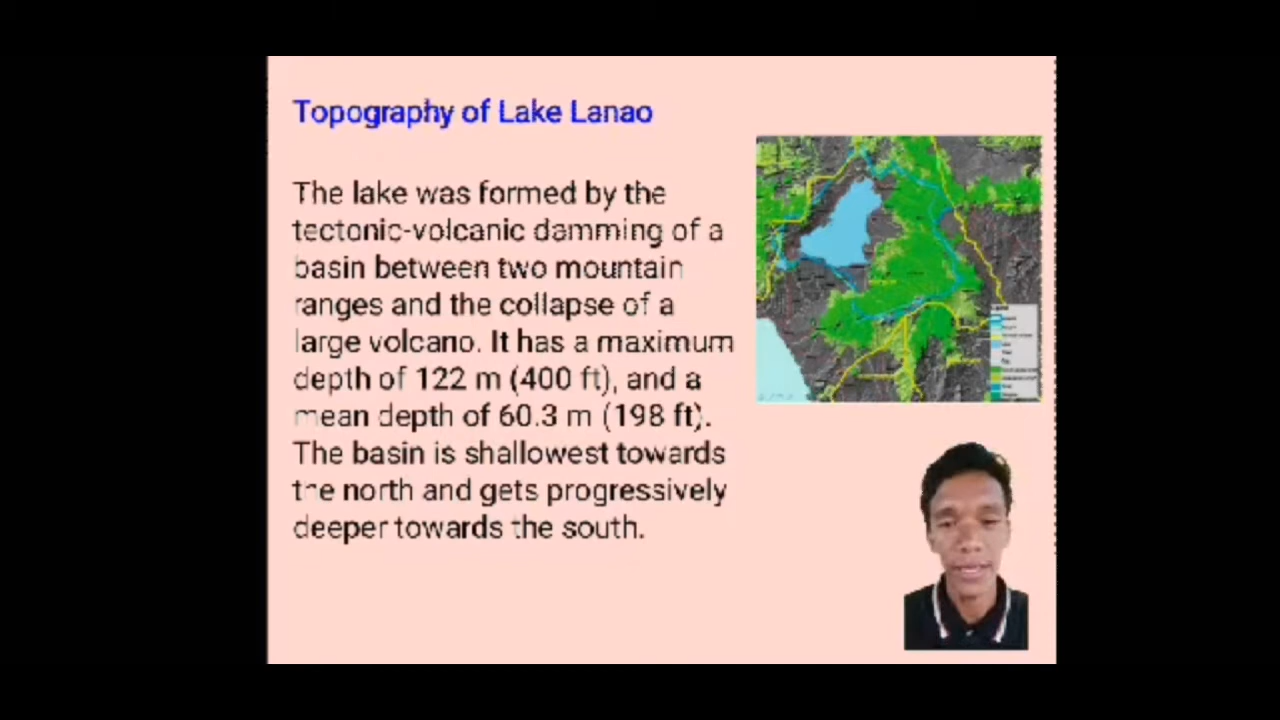 Topography of Lake Lanao
The lake was formed by the
tectonic-volcanic damming of a
basin between two mountain
ranges and the collapse of a
large volcano. It has a maximum
depth of 122 m (400 ft), and a
mean depth of 60.3 m (198 ft).
The basin is shallowest towards
the north and gets progressively
deeper towards the south.